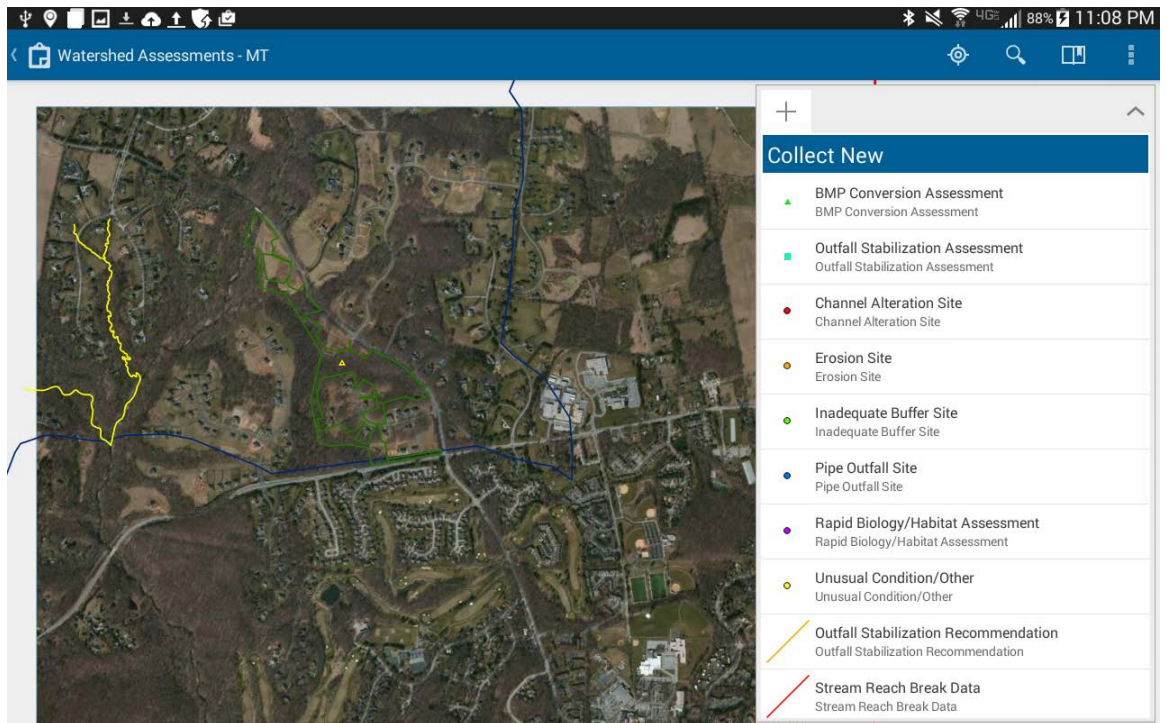 4G 88% 11:08 PM
Watershed Assessments - MT
Collect New
BMP Conversion Assessment
BMP Conversion Assessment
Outfall Stabilization Assessment
Outfall Stabilization Assessment
Channel Alteration Site
Channel Alteration Site
Erosion Site
Erosion Site
Inadequate Buffer Site
Inadequate Buffer Site
Pipe Outfall Site
Pipe Outfall Site
Rapid Biology/Habitat Assessment
Rapid Biology/Habitat Assessment
Unusual Condition/Other
Unusual Condition/Other
Outfall Stabilization Recommendation
Outfall Stabilization Recommendation
Stream Reach Break Data
Stream Reach Break Data